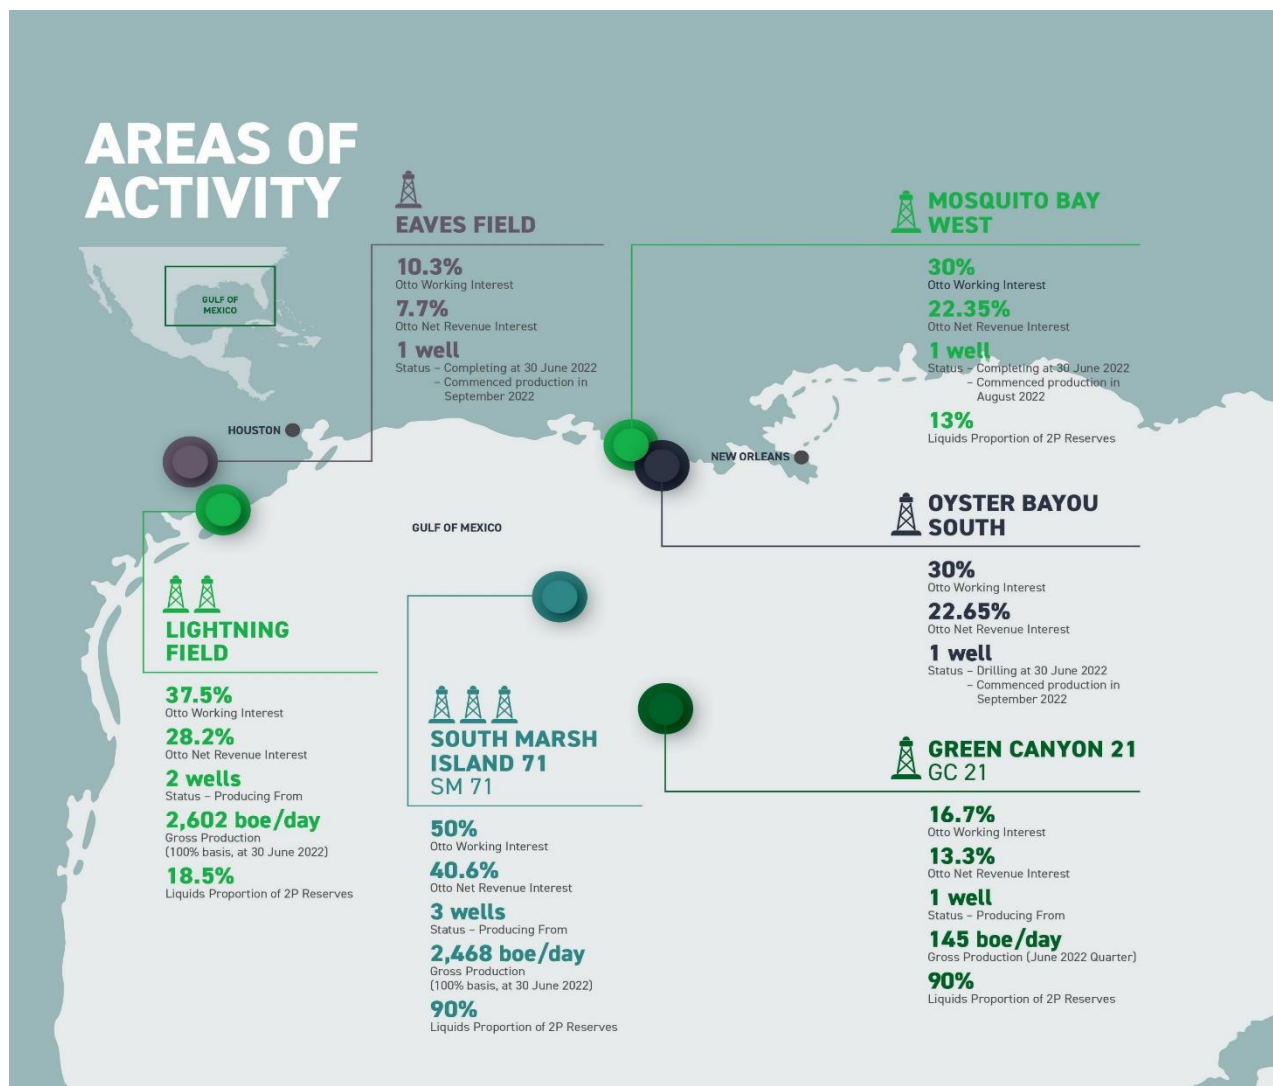 AREAS OF
ACTIVITY
GULF OF
MEXICO
HOUSTON
NEW ORLEANS
GULF OF MEXICO
EAVES FIELD
10.3%
Otto Working Interest
7.7%
Otto Net Revenue Interest
1 well
Status – Completing at 30 June 2022
– Commenced production in
September 2022
MOSQUITO BAY
WEST
30%
Otto Working Interest
22.35%
Otto Net Revenue Interest
1 well
Status – Completing at 30 June 2022
– Commenced production in
August 2022
13%
Liquids Proportion of 2P Reserves
OYSTER BAYOU
SOUTH
30%
Otto Working Interest
22.65%
Otto Net Revenue Interest
1 well
Status – Drilling at 30 June 2022
– Commenced production in
September 2022
LIGHTNING
FIELD
37.5%
Otto Working Interest
28.2%
Otto Net Revenue Interest
2 wells
Status – Producing From
2,602 boe/day
Gross Production
(100% basis, at 30 June 2022)
18.5%
Liquids Proportion of 2P Reserves
SOUTH MARSH
ISLAND 71
SM 71
50%
Otto Working Interest
40.6%
Otto Net Revenue Interest
3 wells
Status – Producing From
2,468 boe/day
Gross Production
(100% basis, at 30 June 2022)
90%
Liquids Proportion of 2P Reserves
GREEN CANYON 21
GC 21
16.7%
Otto Working Interest
13.3%
Otto Net Revenue Interest
1 well
Status – Producing From
145 boe/day
Gross Production (June 2022 Quarter)
90%
Liquids Proportion of 2P Reserves